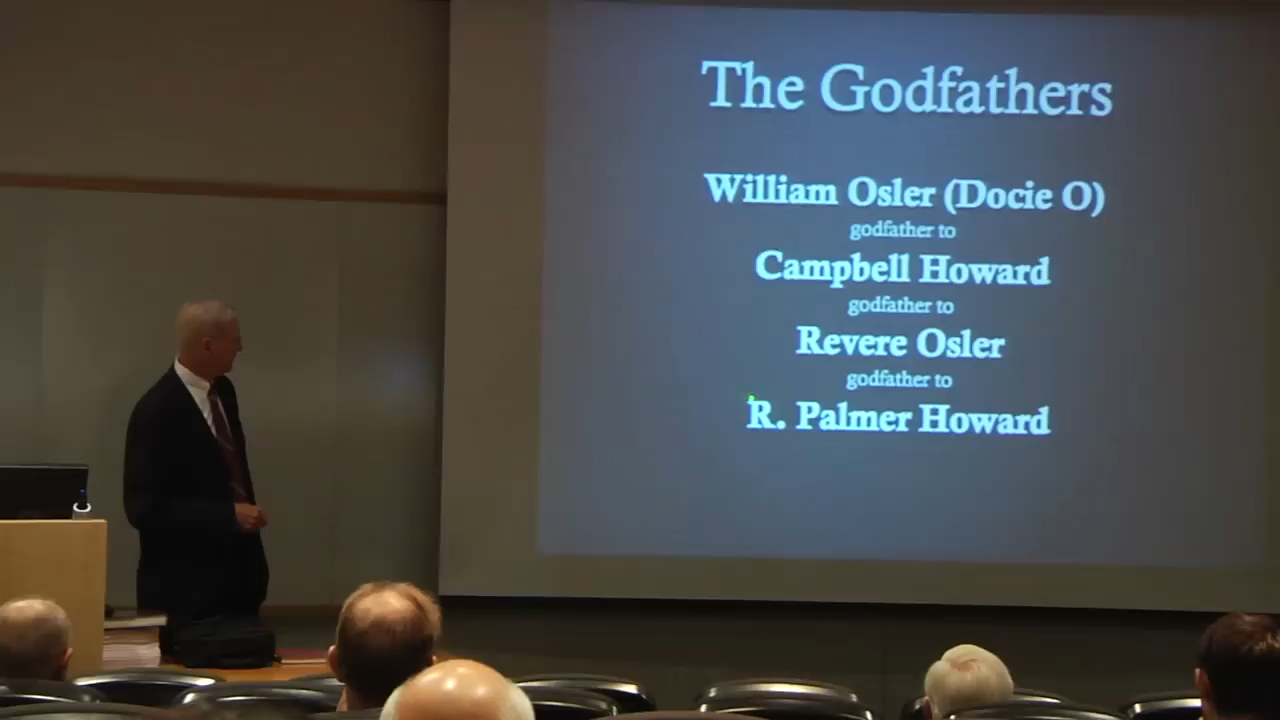 The Godfathers
William Osler (Docie O)
godfather to
Campbell Howard
godfather to
Revere Osler
godfather to
R. Palmer Howard